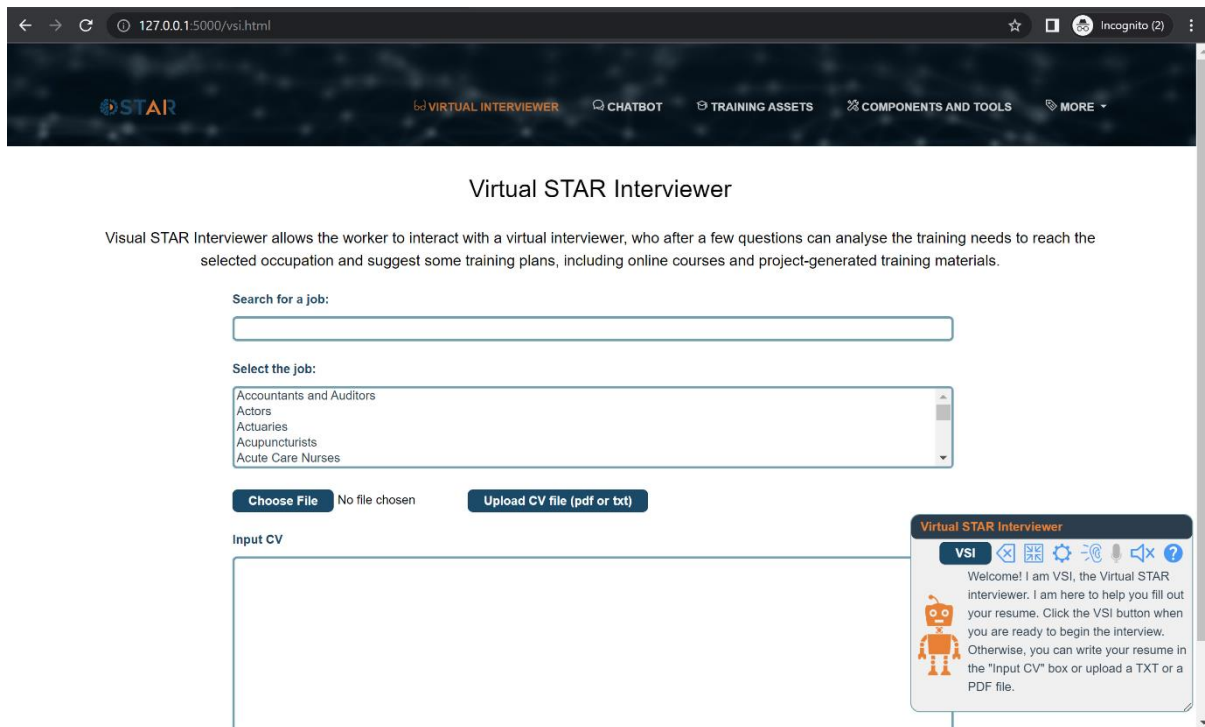 127.0.0.1:5000/vsi.html
Incognito (2)
STAR
VIRTUAL INTERVIEWER
CHATBOT
TRAINING ASSETS
COMPONENTS AND TOOLS
MORE
Virtual STAR Interviewer
Visual STAR Interviewer allows the worker to interact with a virtual interviewer, who after a few questions can analyse the training needs to reach the
selected occupation and suggest some training plans, including online courses and project-generated training materials.
Search for a job:
Select the job:
Accountants and Auditors
Actors
Actuaries
Acupuncturists
Acute Care Nurses
Choose File
No file chosen
Upload CV file (pdf or txt)
Input CV
Virtual STAR Interviewer
VSI
Welcome! I am VSI, the Virtual STAR
interviewer. I am here to help you fill out
your resume. Click the VSI button when
you are ready to begin the interview.
Otherwise, you can write your resume in
the "Input CV" box or upload a TXT or a
PDF file.